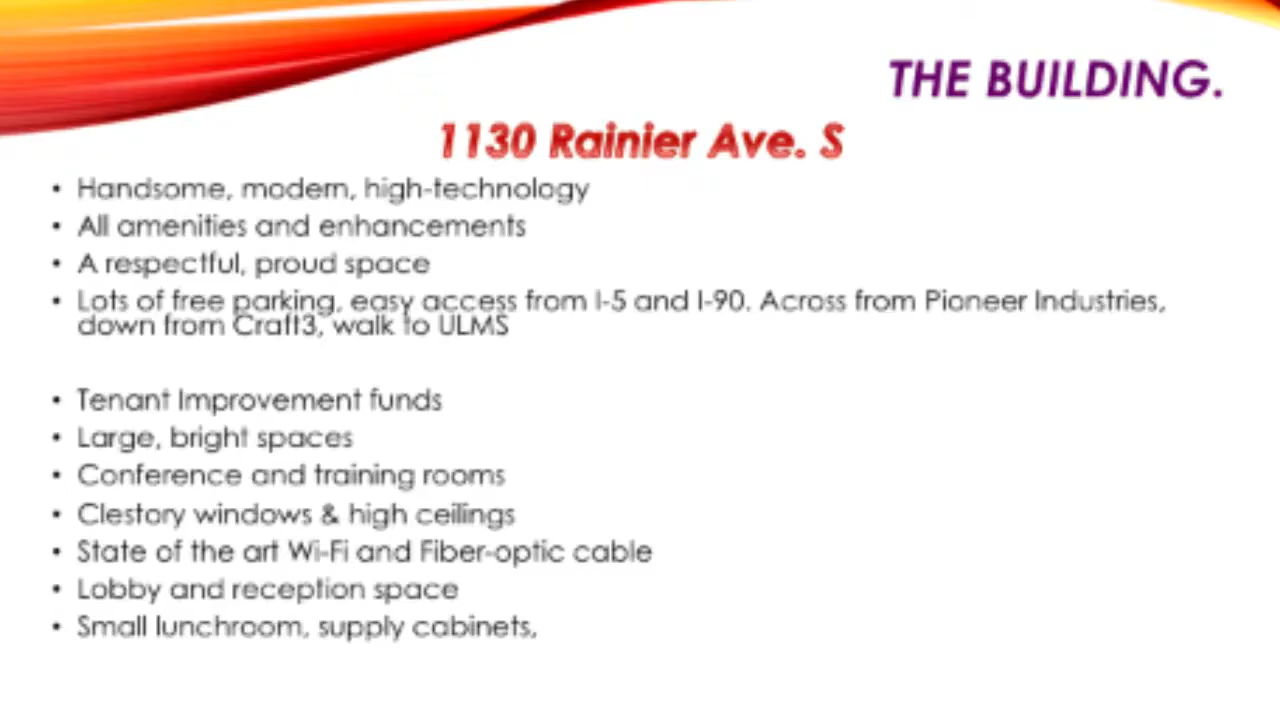 THE BUILDING.
1130 Rainier Ave. S
• Handsome, modern, high-technology
• All amenities and enhancements
• A respectful, proud space
• Lots of free parking, easy access from I-5 and I-90. Across from Pioneer Industries,
down from Craft3, walk to ULMS
• Tenant Improvement funds
• Large, bright spaces
• Conference and training rooms
• Clestory windows & high ceilings
• State of the art Wi-Fi and Fiber-optic cable
• Lobby and reception space
• Small lunchroom, supply cabinets,